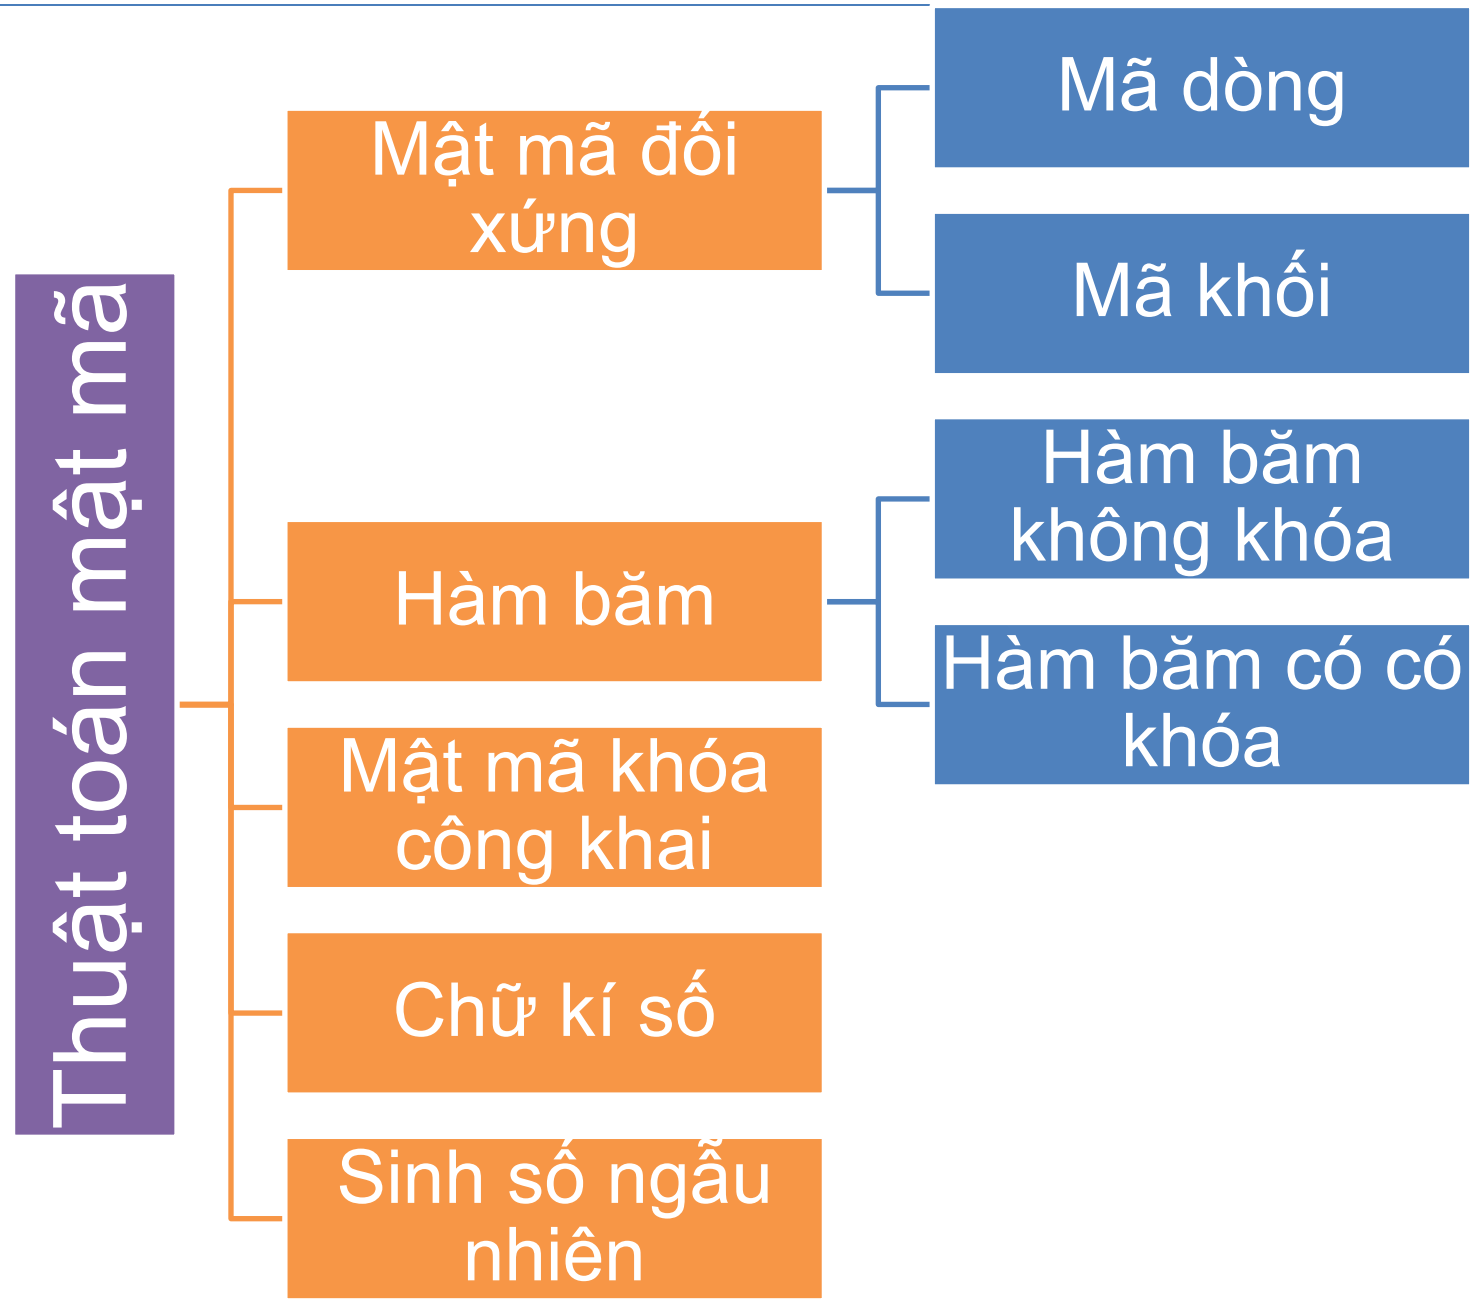 Thuật toán mật mã
Mật mã đối
xứng
Mã dòng
Mã khối
Hàm băm
Hàm băm
không khóa
Hàm băm có có
khóa
Mật mã khóa
công khai
Chữ kí số
Sinh số ngẫu
nhiên